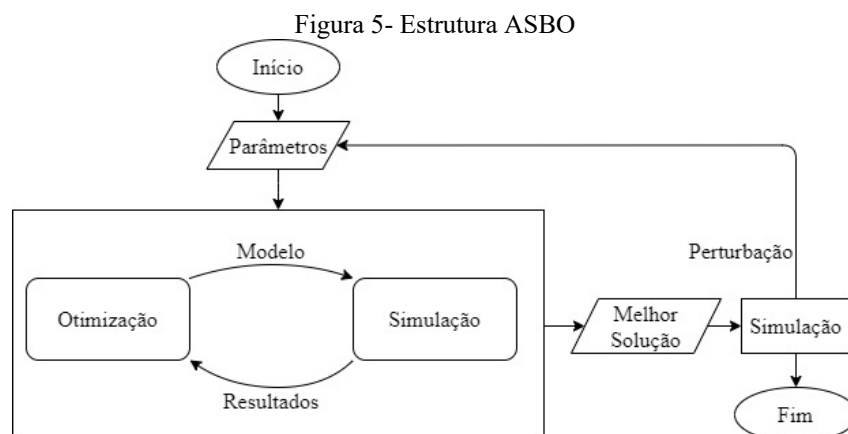 Figura 5- Estrutura ASBO
Início
Parâmetros
Modelo
Otimização
Simulação
Resultados
Melhor
Solução
Perturbação
Simulação
Fim